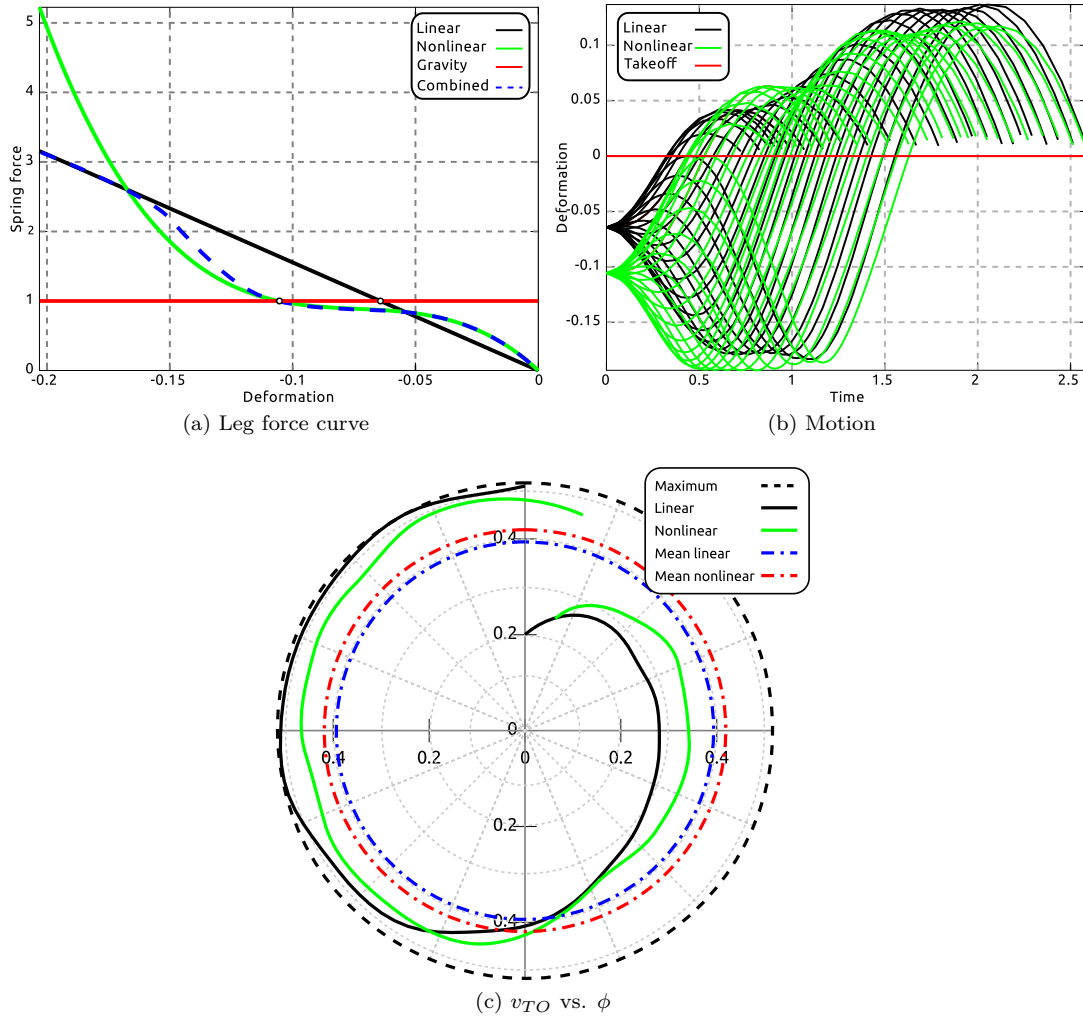 5
4
3
2
1
0
-0.2
-0.15
-0.1
-0.05
0
Spring force
Deformation
Linear
Nonlinear
Gravity
Combined
(a) Leg force curve
0.1
0.05
0
-0.05
-0.1
-0.15
0
0.5
1
1.5
2
2.5
Deformation
Time
Linear
Nonlinear
Takeoff
(b) Motion
Maximum
Linear
Nonlinear
Mean linear
Mean nonlinear
0.4
0.2
0
0.4
0.2
0
0.2
0.4
0.2
0.4
(c) v_{TO} vs. ϕ